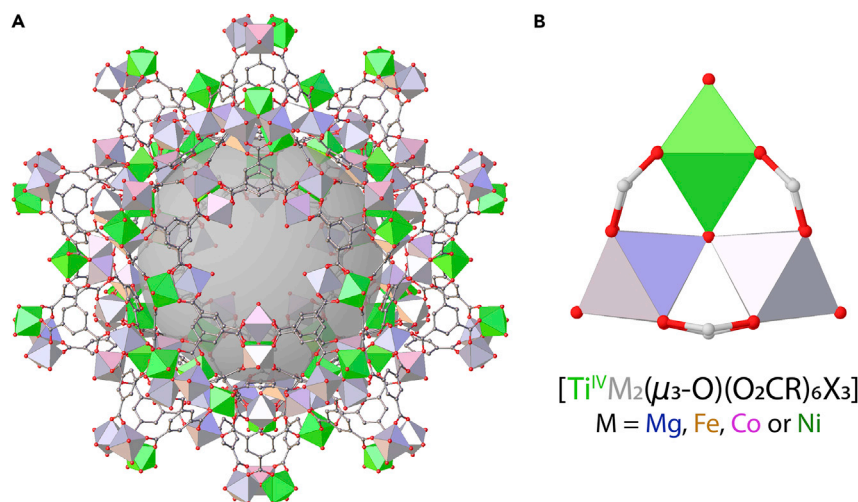 A
B
[TiᴵⱽM₂(μ₃-O)(O₂CR)₆X₃]
M = Mg, Fe, Co or Ni